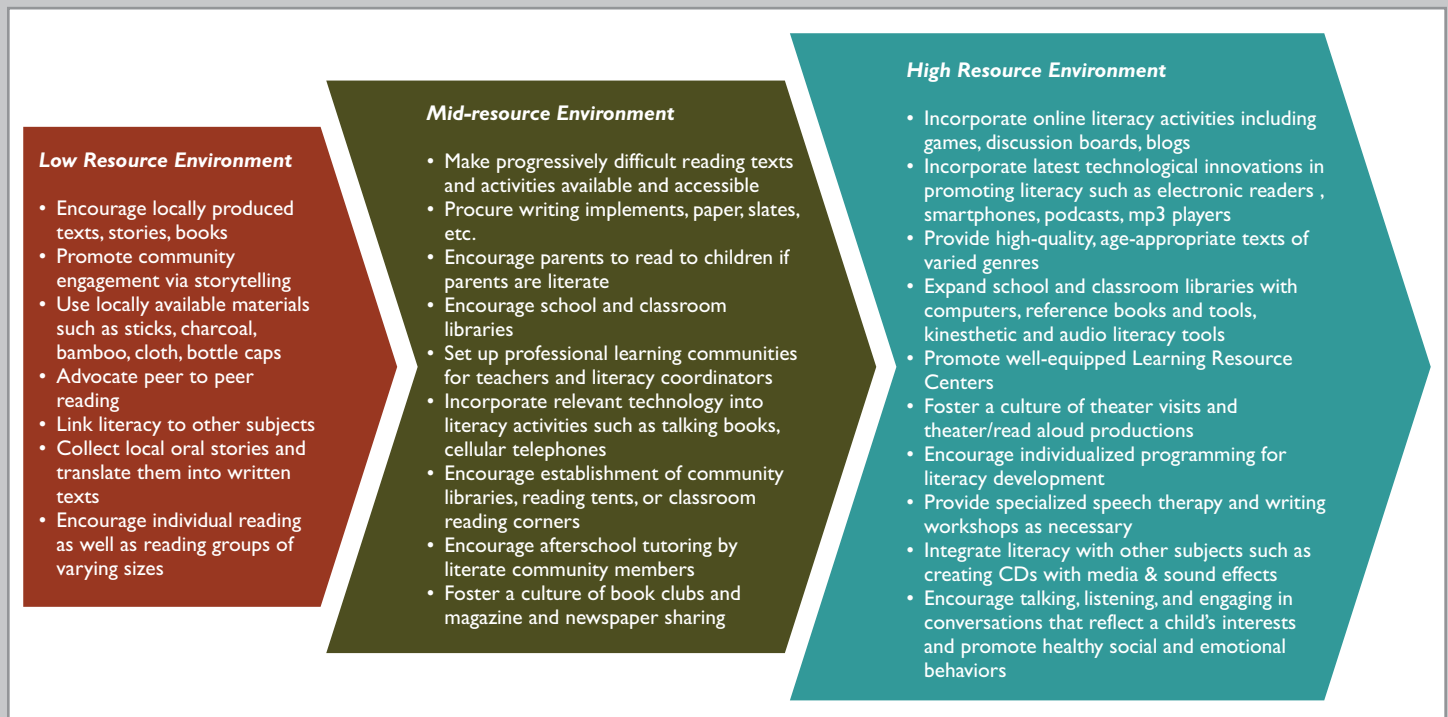 Low Resource Environment
• Encourage locally produced
texts, stories, books
• Promote community
engagement via storytelling
• Use locally available materials
such as sticks, charcoal,
bamboo, cloth, bottle caps
• Advocate peer to peer
reading
• Link literacy to other subjects
• Collect local oral stories and
translate them into written
texts
• Encourage individual reading
as well as reading groups of
varying sizes
Mid-resource Environment
• Make progressively difficult reading texts
and activities available and accessible
• Procure writing implements, paper, slates,
etc.
• Encourage parents to read to children if
parents are literate
• Encourage school and classroom
libraries
• Set up professional learning communities
for teachers and literacy coordinators
• Incorporate relevant technology into
literacy activities such as talking books,
cellular telephones
• Encourage establishment of community
libraries, reading tents, or classroom
reading corners
• Encourage afterschool tutoring by
literate community members
• Foster a culture of book clubs and
magazine and newspaper sharing
High Resource Environment
• Incorporate online literacy activities including
games, discussion boards, blogs
• Incorporate latest technological innovations in
promoting literacy such as electronic readers ,
smartphones, podcasts, mp3 players
• Provide high-quality, age-appropriate texts of
varied genres
• Expand school and classroom libraries with
computers, reference books and tools,
kinesthetic and audio literacy tools
• Promote well-equipped Learning Resource
Centers
• Foster a culture of theater visits and
theater/read aloud productions
• Encourage individualized programming for
literacy development
• Provide specialized speech therapy and writing
workshops as necessary
• Integrate literacy with other subjects such as
creating CDs with media & sound effects
• Encourage talking, listening, and engaging in
conversations that reflect a child's interests
and promote healthy social and emotional
behaviors